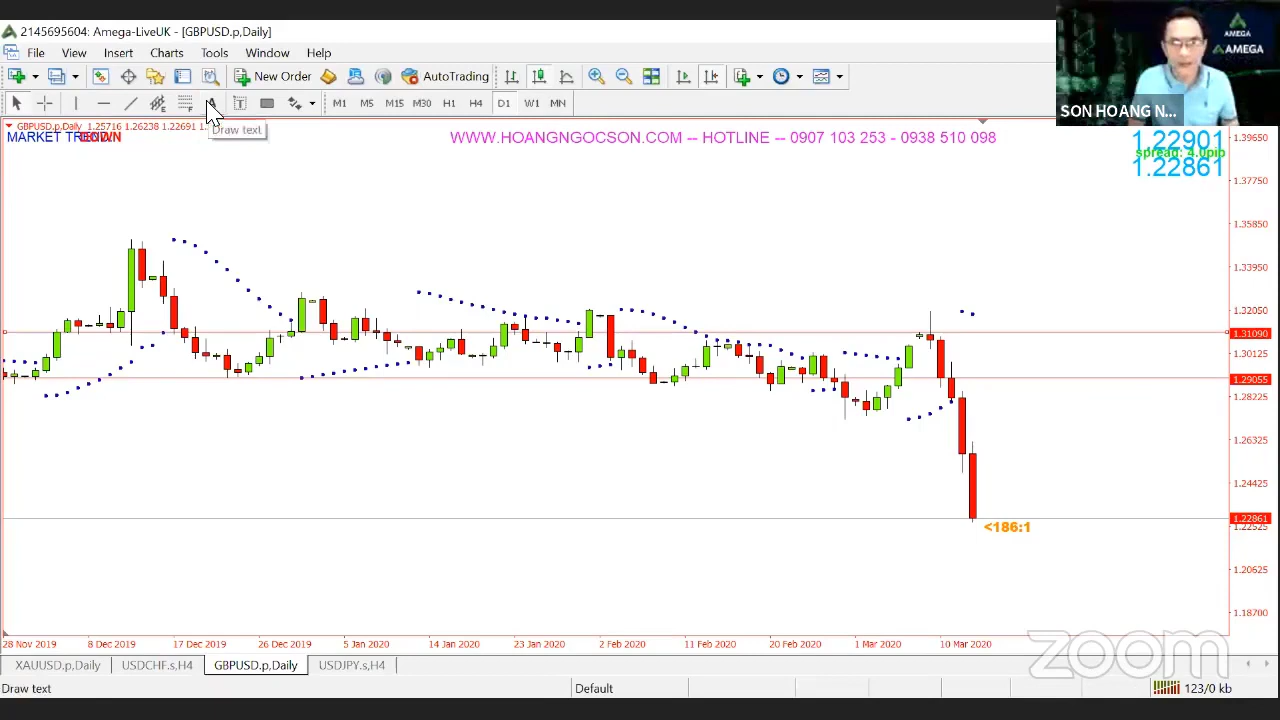 2145695604: Amega-LiveUK - [GBPUSD.p,Daily]
File View Insert Charts Tools Window Help
New Order AutoTrading
M1 M5 M15 M30 H1 H4 D1 W1 MN
Draw text
GBPUSD.p,Daily 1.25716 1.26238 1.22691
MARKET TREND
DOWN
WWW.HOANGNGOCSON.COM -- HOTLINE -- 0907 103 253 - 0938 510 098
AMEGA
AMEGA
SON HOANG N...
1.22901
spread: 4.0pip
1.22861
1.39650
1.37750
1.35850
1.33950
1.32050
1.31090
1.30125
1.29055
1.28225
1.26325
1.24425
1.22861
1.22525
1.20625
1.18700
<186:1
28 Nov 2019 8 Dec 2019 17 Dec 2019 26 Dec 2019 5 Jan 2020 14 Jan 2020 23 Jan 2020 2 Feb 2020 11 Feb 2020 20 Feb 2020 1 Mar 2020 10 Mar 2020
XAUUSD.p,Daily USDCHF.s,H4 GBPUSD.p,Daily USDJPY.s,H4
zoom
Draw text Default 123/0 kb